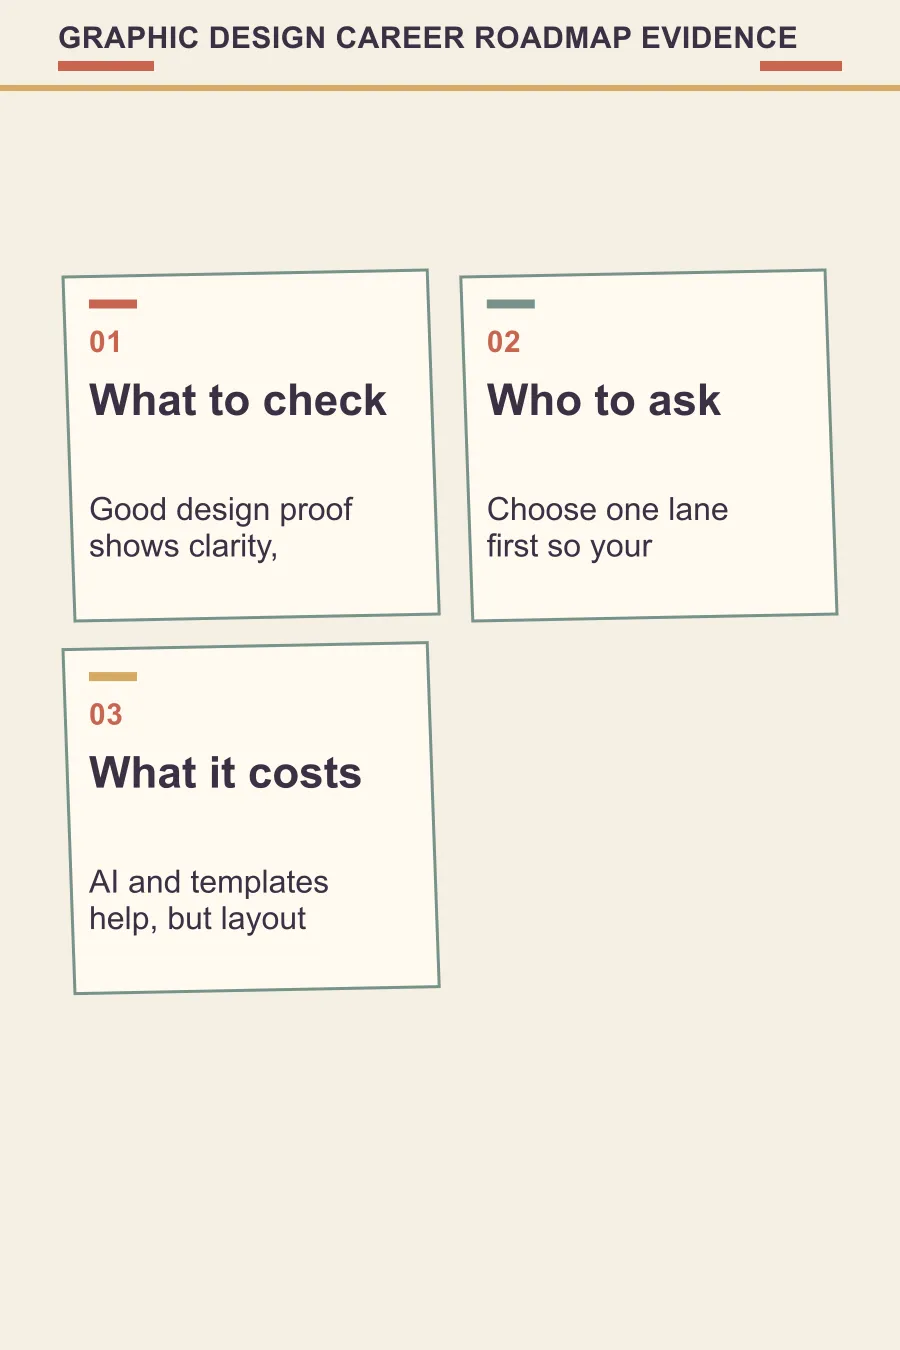 GRAPHIC DESIGN CAREER ROADMAP EVIDENCE
01
What to check
Good design proof
shows clarity,
02
Who to ask
Choose one lane
first so your
03
What it costs
AI and templates
help, but layout